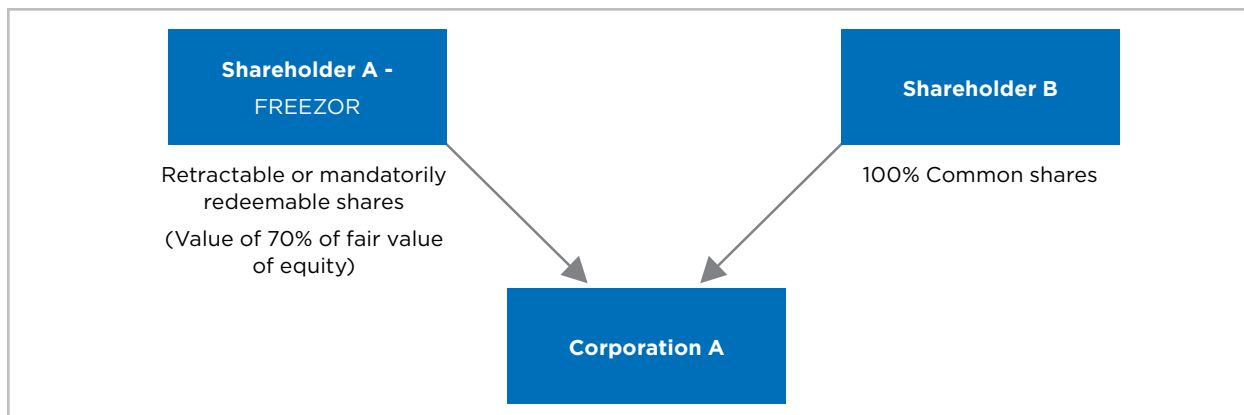 Shareholder A -
FREEZOR
Retractable or mandatorily
redeemable shares
(Value of 70% of fair value
of equity)
Shareholder B
100% Common shares
Corporation A